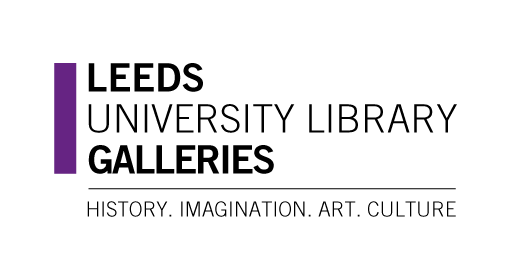 LEEDS
UNIVERSITY LIBRARY
GALLERIES
HISTORY. IMAGINATION. ART. CULTURE